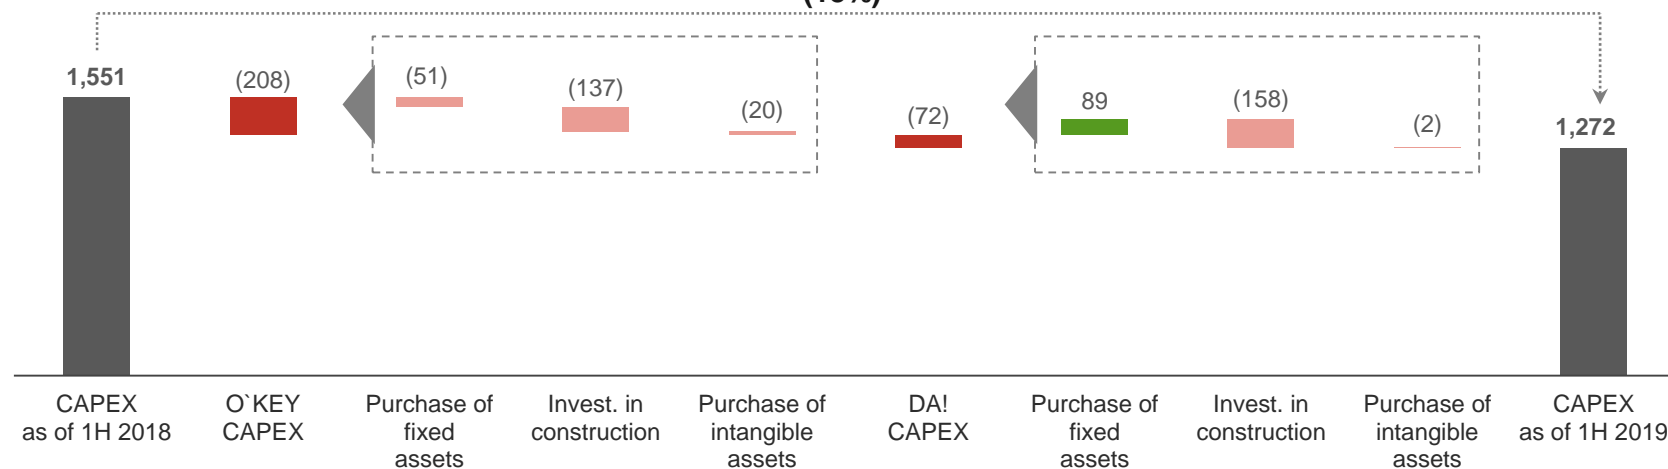 1,551
(208)
(51)
(137)
(20)
(72)
89
(158)
(2)
1,272
CAPEX
as of 1H 2018
O`KEY
CAPEX
Purchase of
fixed
assets
Invest. in
construction
Purchase of
intangible
assets
DA!
CAPEX
Purchase of
fixed
assets
Invest. in
construction
Purchase of
intangible
assets
CAPEX
as of 1H 2019